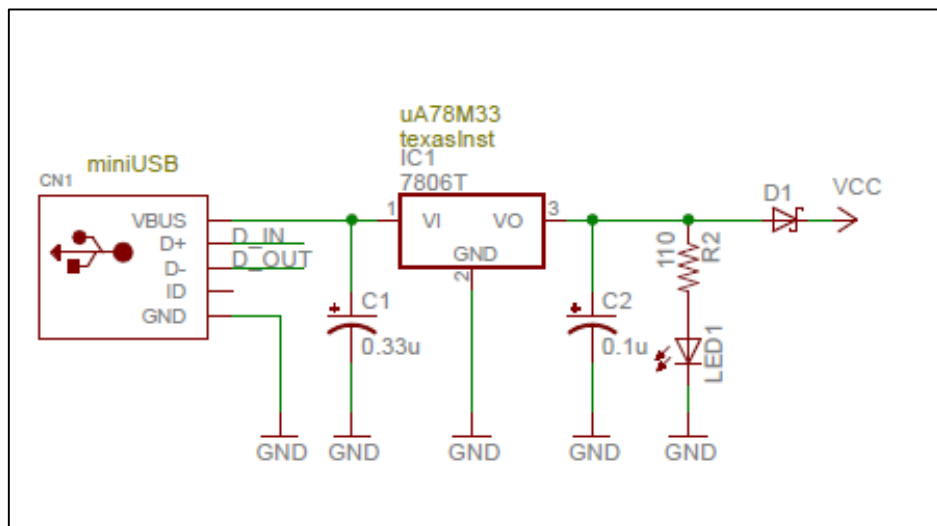 uA78M33
texasInst
IC1
7806T
miniUSB
CN1
VBUS
D+
D-
ID
GND
D_IN
D_OUT
1
VI
VO
3
GND
2
C1
0.33u
C2
0.1u
110
R2
LED1
D1
VCC
GND
GND
GND
GND
GND